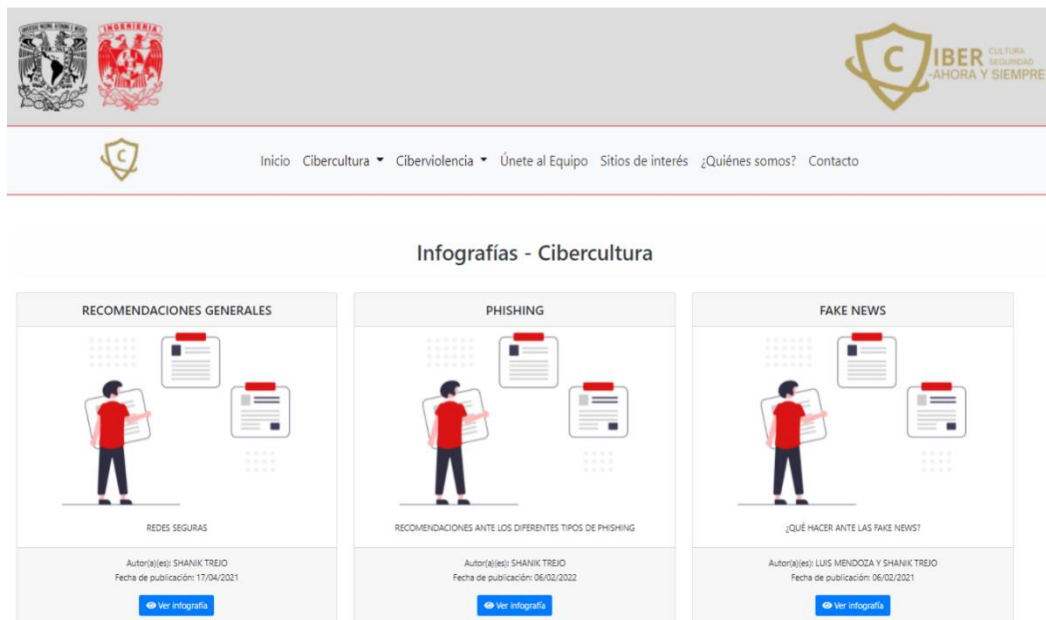 INGENIERIA
C IBER CULTURA SEGURIDAD
-AHORA Y SIEMPRE
C
Inicio Cibercultura Ciberviolencia Únete al Equipo Sitios de interés ¿Quiénes somos? Contacto
Infografías - Cibercultura
RECOMENDACIONES GENERALES
REDES SEGURAS
Autor(a)(es): SHANIK TREJO
Fecha de publicación: 17/04/2021
Ver infografía
PHISHING
RECOMENDACIONES ANTE LOS DIFERENTES TIPOS DE PHISHING
Autor(a)(es): SHANIK TREJO
Fecha de publicación: 06/02/2022
Ver infografía
FAKE NEWS
¿QUÉ HACER ANTE LAS FAKE NEWS?
Autor(a)(es): LUIS MENDOZA Y SHANIK TREJO
Fecha de publicación: 06/02/2021
Ver infografía